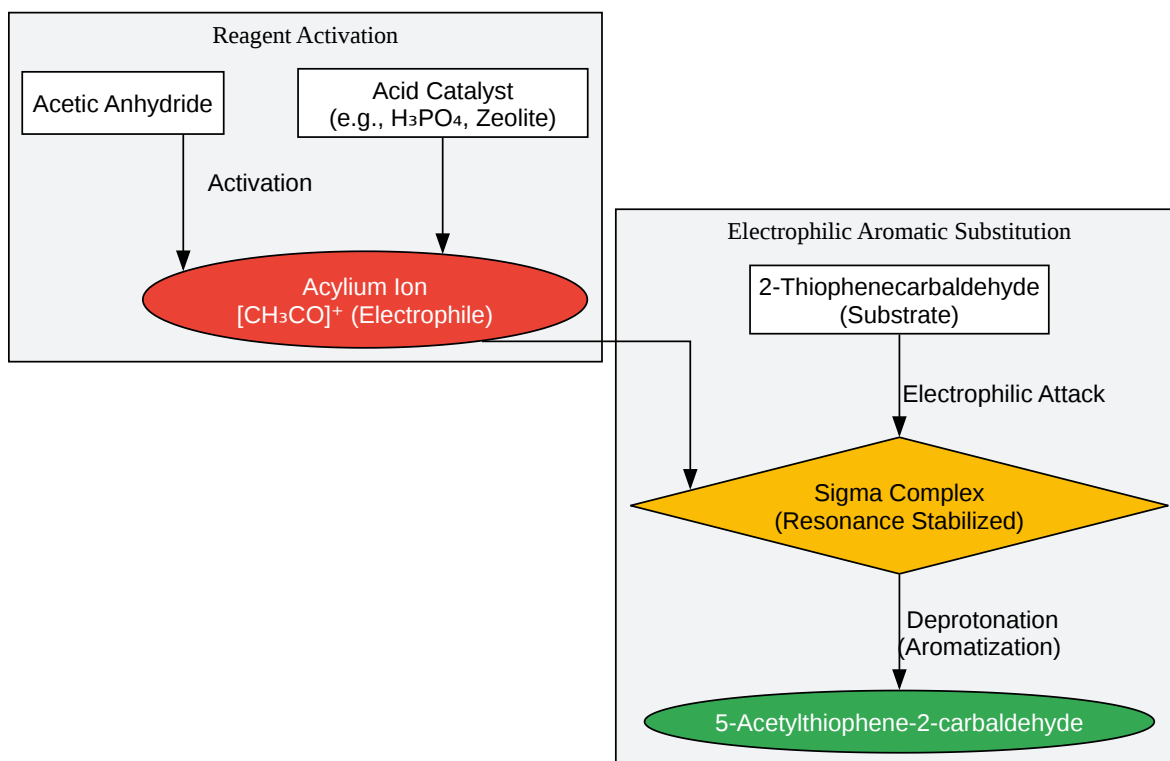 Reagent Activation
Acetic Anhydride
Acid Catalyst
(e.g., H₃PO₄, Zeolite)
Activation
Acylium Ion
[CH₃CO]⁺ (Electrophile)
Electrophilic Aromatic Substitution
2-Thiophenecarbaldehyde
(Substrate)
Electrophilic Attack
Sigma Complex
(Resonance Stabilized)
Deprotonation
(Aromatization)
5-Acetylthiophene-2-carbaldehyde